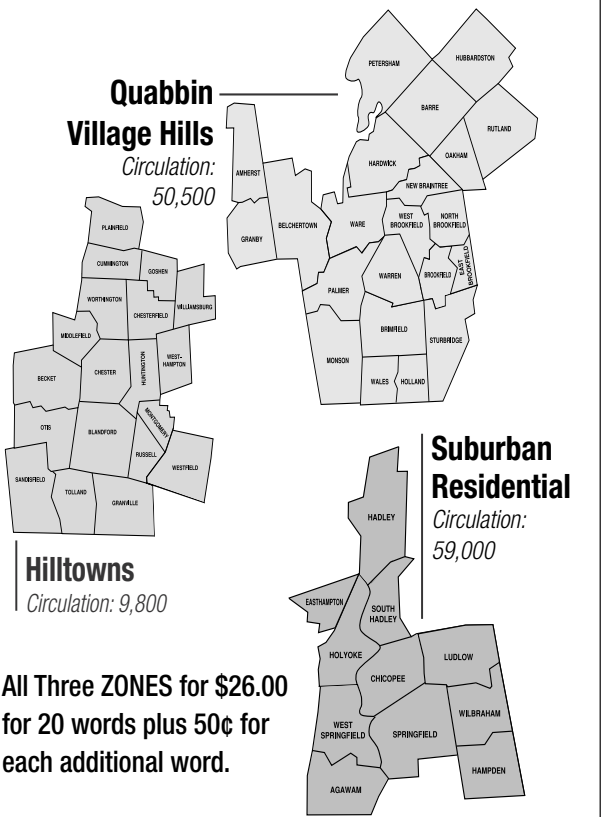 Quabbin
Village Hills
Circulation:
50,500
PETERSHAM
HUBBARDSTON
BARRE
RUTLAND
OAKHAM
HARDWICK
NEW BRAINTREE
AMHERST
GRANBY
BELCHERTOWN
WARE
WEST
BROOKFIELD
NORTH
BROOKFIELD
PALMER
WARREN
BROOKFIELD
EAST
BROOKFIELD
MONSON
BRIMFIELD
STURBRIDGE
WALES
HOLLAND
PLAINFIELD
CUMMINGTON
GOSHEN
WORTHINGTON
CHESTERFIELD
WILLIAMSBURG
MIDDLEFIELD
BECKET
CHESTER
HUNTINGTON
WEST-
HAMPTON
OTIS
BLANDFORD
MONTGOMERY
RUSSELL
WESTFIELD
SANDISFIELD
TOLLAND
GRANVILLE
Hilltowns
Circulation: 9,800
Suburban
Residential
Circulation:
59,000
HADLEY
EASTHAMPTON
SOUTH
HADLEY
HOLYOKE
CHICOPEE
LUDLOW
WEST
SPRINGFIELD
SPRINGFIELD
WILBRAHAM
AGAWAM
HAMPDEN
All Three ZONES for $26.00
for 20 words plus 50¢ for
each additional word.